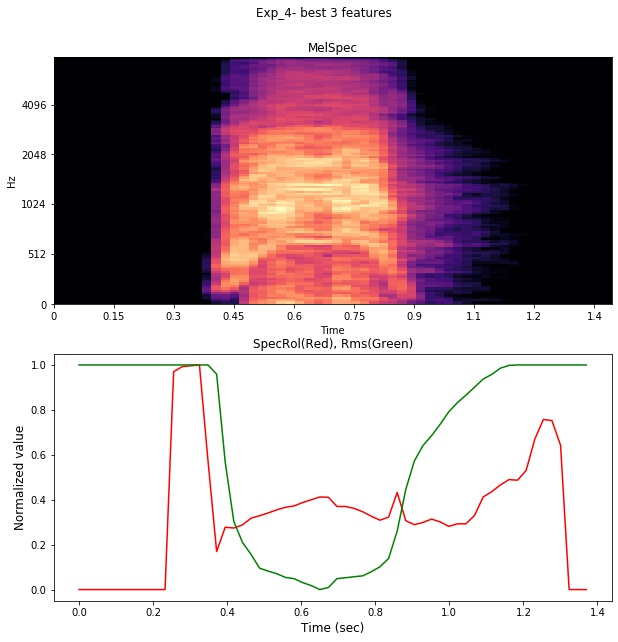 Exp_4- best 3 features
MelSpec
4096
2048
1024
512
0
Hz
0 0.15 0.3 0.45 0.6 0.75 0.9 1.1 1.2 1.4
Time
SpecRol(Red), Rms(Green)
1.0
0.8
0.6
0.4
0.2
0.0
Normalized value
0.0 0.2 0.4 0.6 0.8 1.0 1.2 1.4
Time (sec)